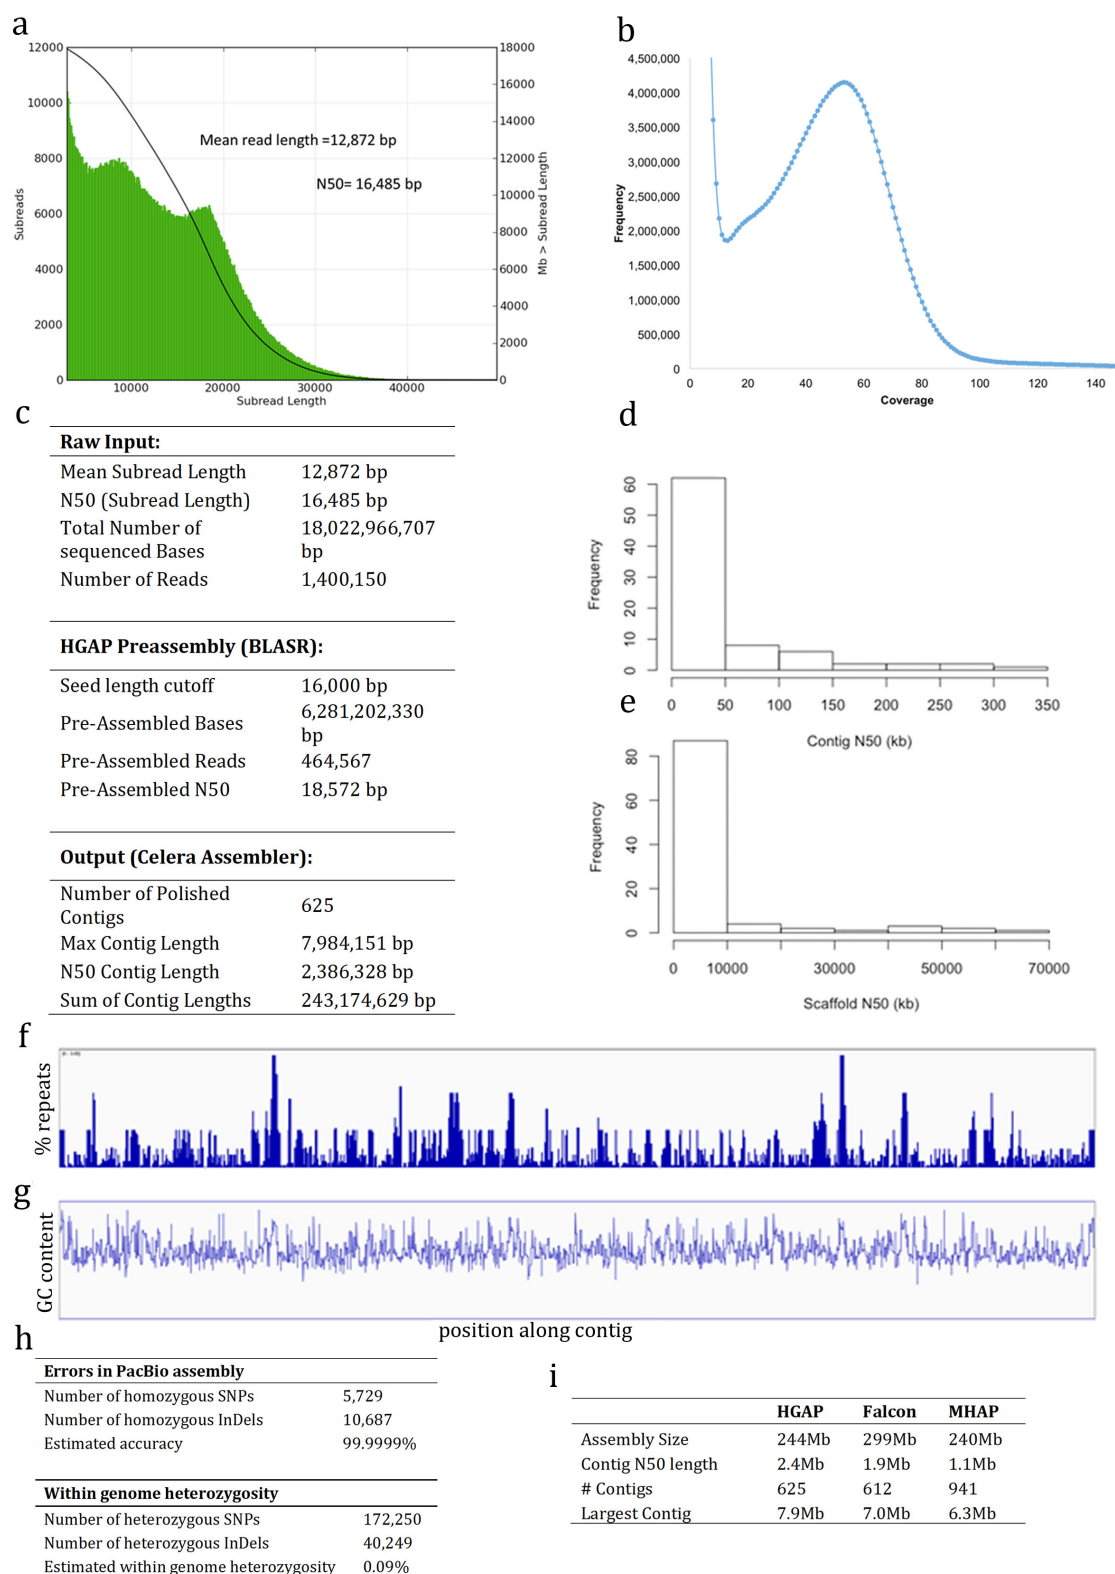 a
12000
10000
8000
6000
4000
2000
0
Subreads
18000
16000
14000
12000
10000
8000
6000
4000
2000
0
Mb > Subread Length
Mean read length =12,872 bp
N50= 16,485 bp
10000 20000 30000 40000
Subread Length
b
4,500,000
4,000,000
3,500,000
3,000,000
2,500,000
2,000,000
1,500,000
1,000,000
500,000
0
Frequency
0 20 40 60 80 100 120 140
Coverage
c
Raw Input:
Mean Subread Length 12,872 bp
N50 (Subread Length) 16,485 bp
Total Number of 18,022,966,707
sequenced Bases bp
Number of Reads 1,400,150
HGAP Preassembly (BLASR):
Seed length cutoff 16,000 bp
Pre-Assembled Bases 6,281,202,330
bp
Pre-Assembled Reads 464,567
Pre-Assembled N50 18,572 bp
Output (Celera Assembler):
Number of Polished
Contigs 625
Max Contig Length 7,984,151 bp
N50 Contig Length 2,386,328 bp
Sum of Contig Lengths 243,174,629 bp
d
60
50
40
30
20
10
0
Frequency
0 50 100 150 200 250 300 350
Contig N50 (kb)
e
80
60
40
20
0
Frequency
0 10000 30000 50000 70000
Scaffold N50 (kb)
f
% repeats
g
GC content
position along contig
h
Errors in PacBio assembly
Number of homozygous SNPs 5,729
Number of homozygous InDels 10,687
Estimated accuracy 99.9999%
Within genome heterozygosity
Number of heterozygous SNPs 172,250
Number of heterozygous InDels 40,249
Estimated within genome heterozygosity 0.09%
i
HGAP Falcon MHAP
Assembly Size 244Mb 299Mb 240Mb
Contig N50 length 2.4Mb 1.9Mb 1.1Mb
# Contigs 625 612 941
Largest Contig 7.9Mb 7.0Mb 6.3Mb